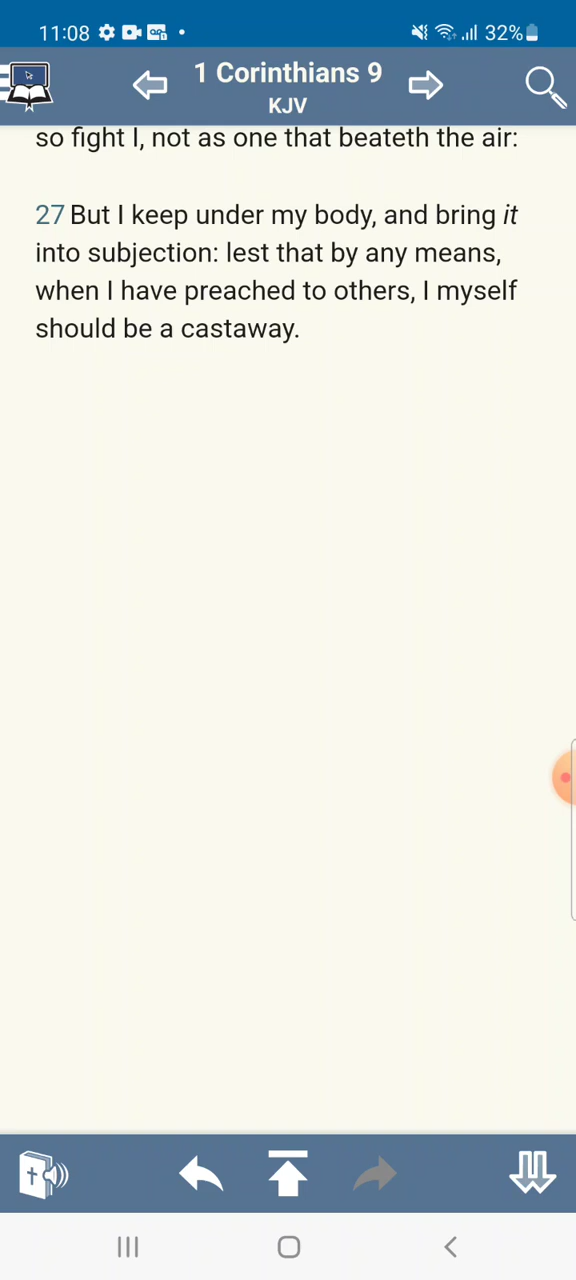 11:08 32%
1 Corinthians 9
KJV
so fight I, not as one that beateth the air:
27 But I keep under my body, and bring it
into subjection: lest that by any means,
when I have preached to others, I myself
should be a castaway.